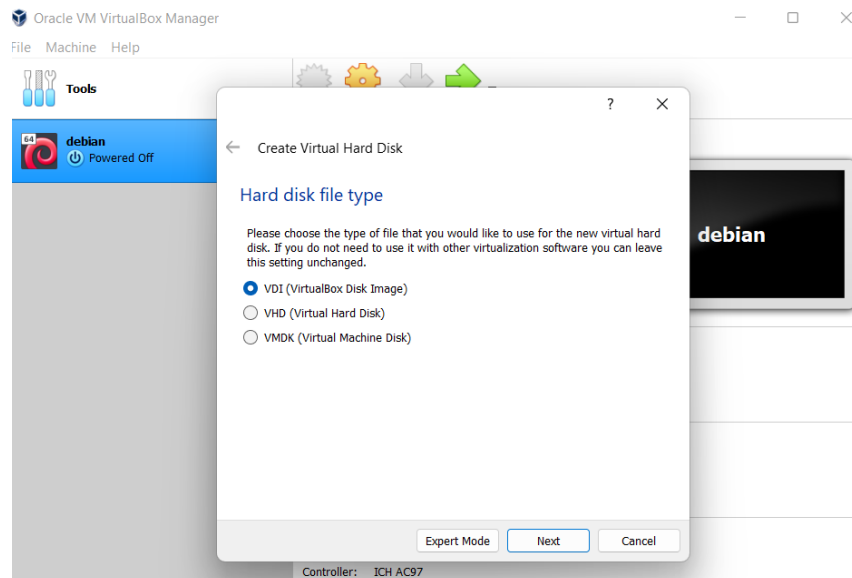 Oracle VM VirtualBox Manager
File Machine Help
Tools
64
debian
Powered Off
?
Create Virtual Hard Disk
Hard disk file type
Please choose the type of file that you would like to use for the new virtual hard
disk. If you do not need to use it with other virtualization software you can leave
this setting unchanged.
VDI (VirtualBox Disk Image)
VHD (Virtual Hard Disk)
VMDK (Virtual Machine Disk)
Expert Mode Next Cancel
debian
Controller: ICH AC97